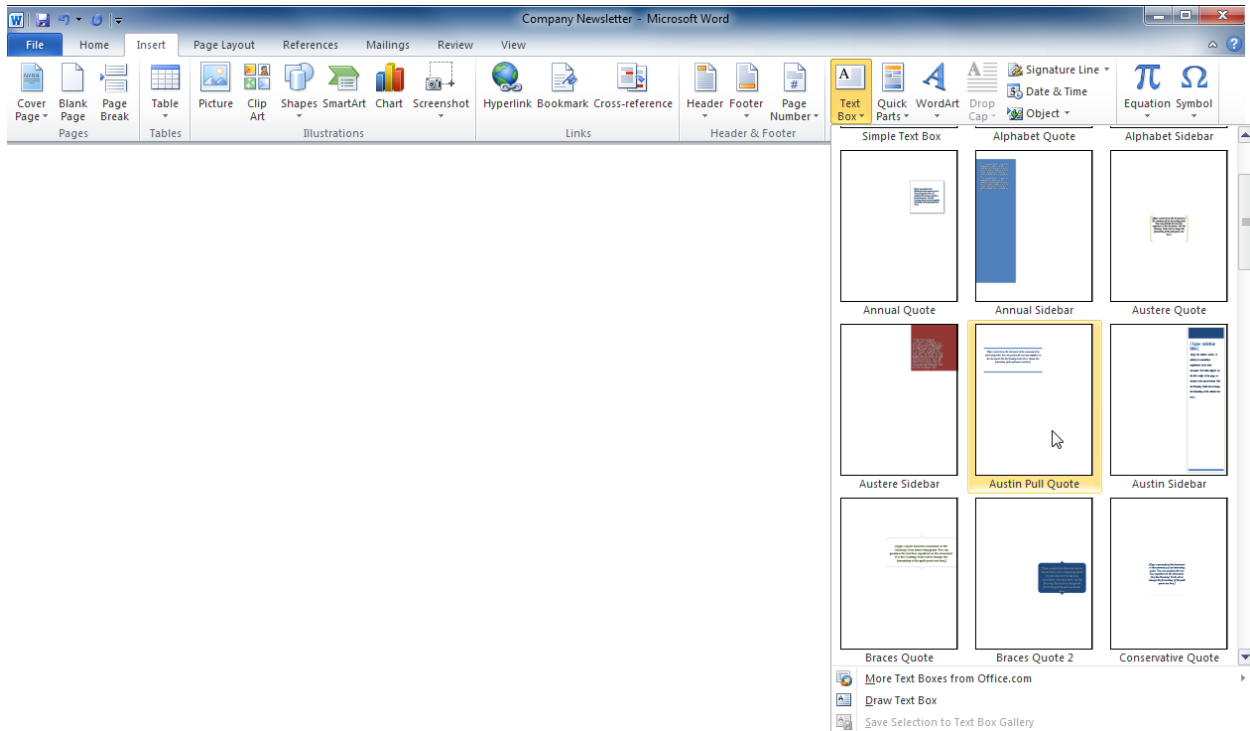 Company Newsletter - Microsoft Word
File Home Insert Page Layout References Mailings Review View
Cover Page Blank Page Page Break Table Picture Clip Art Shapes SmartArt Chart Screenshot Hyperlink Bookmark Cross-reference Header Footer Page Number Text Box Quick Parts WordArt Drop Cap Signature Line Date & Time Object Equation Symbol
Pages Tables Illustrations Links Header & Footer
Simple Text Box Alphabet Quote Alphabet Sidebar
Annual Quote Annual Sidebar Austere Quote
Austere Sidebar Austin Pull Quote Austin Sidebar
Braces Quote Braces Quote 2 Conservative Quote
More Text Boxes from Office.com
Draw Text Box
Save Selection to Text Box Gallery